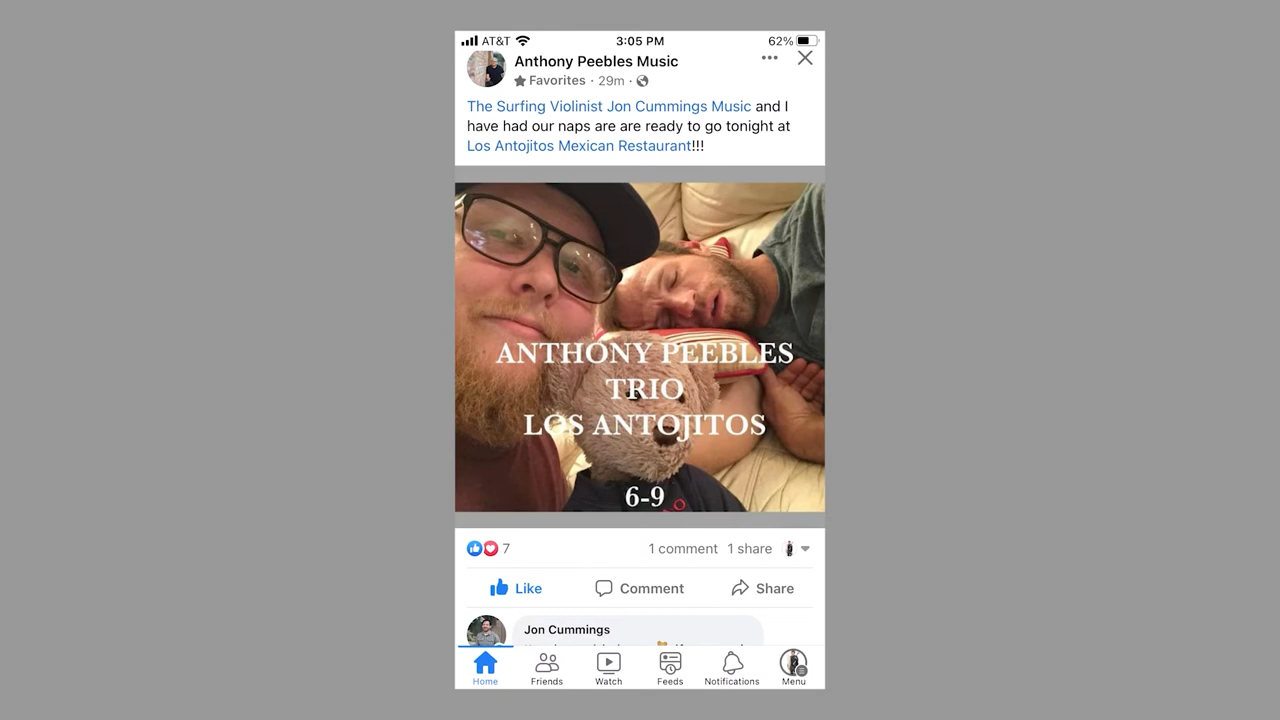 AT&T 3:05 PM 62%
Anthony Peebles Music
Favorites · 29m ·
The Surfing Violinist Jon Cummings Music and I
have had our naps are are ready to go tonight at
Los Antojitos Mexican Restaurant!!!
ANTHONY PEEBLES
TRIO
LOS ANTOJITOS
6-9
7 1 comment 1 share
Like Comment Share
Jon Cummings
Home Friends Watch Feeds Notifications Menu